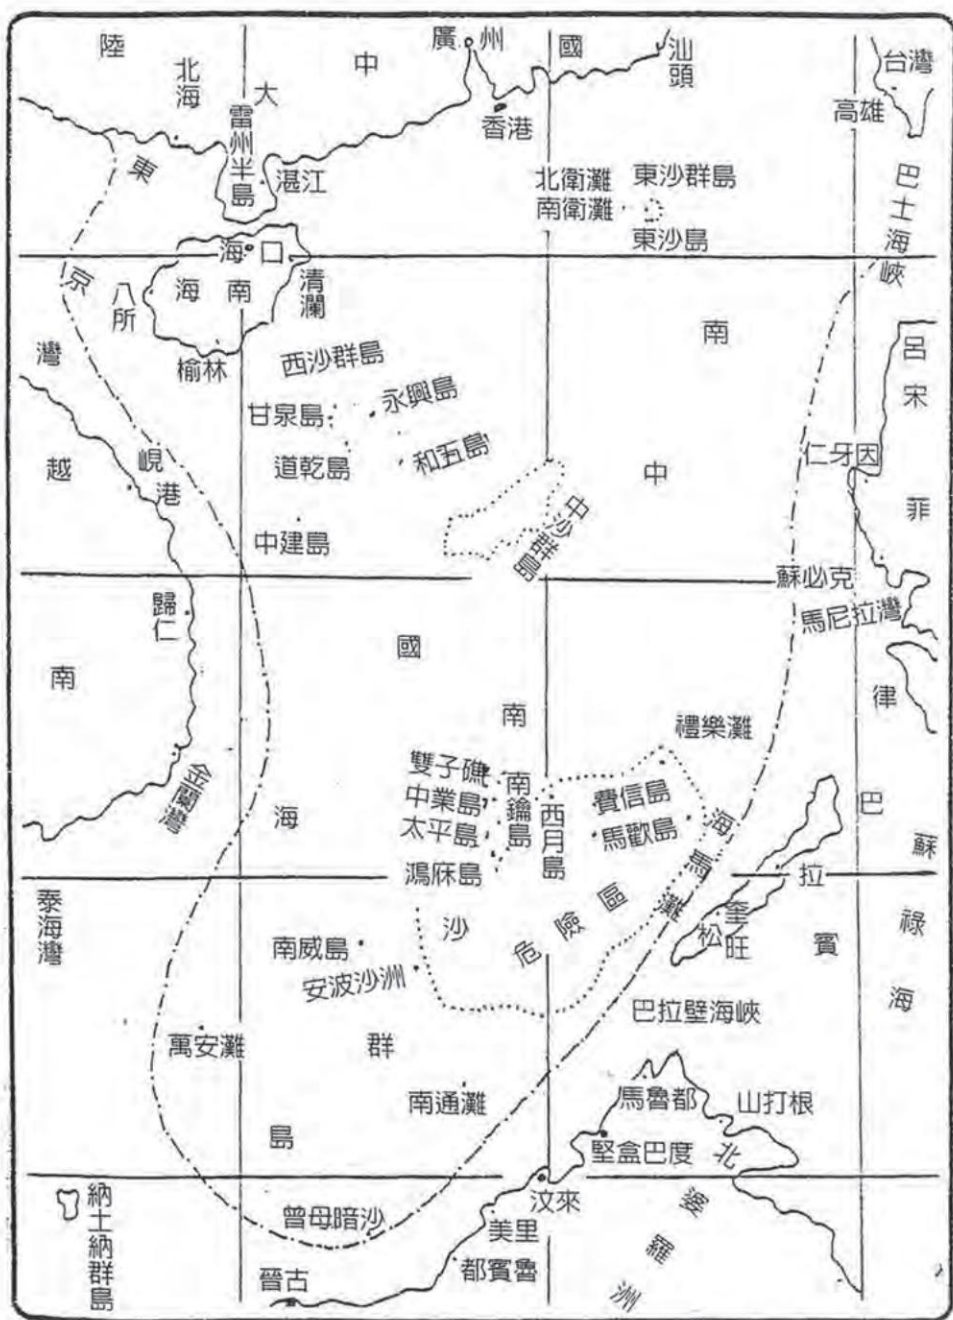 中國大陸
廣州
汕頭
台灣
高雄
北海
雷州半島
湛江
香港
北衛灘
南衛灘
東沙群島
東沙島
巴士海峽
東京灣
海口
海南
清瀾
八所
榆林
西沙群島
永興島
甘泉島
道乾島
和五島
中建島
中沙群島
呂宋
仁牙因
菲律賓
蘇必克
馬尼拉灣
越南
峴港
歸仁
金蘭灣
中國南海
南沙群島
禮樂灘
雙子礁
中業島
太平島
鴻庥島
南鑰島
西月島
費信島
馬歡島
海馬灘
危險區
巴拉
奎松旺
蘇祿海
泰海灣
南威島
安波沙洲
萬安灘
南通灘
巴拉壁海峽
馬魯都
山打根
堅盒巴度
北婆羅洲
汶來
美里
都賓魯
曾母暗沙
晉古
納土納群島